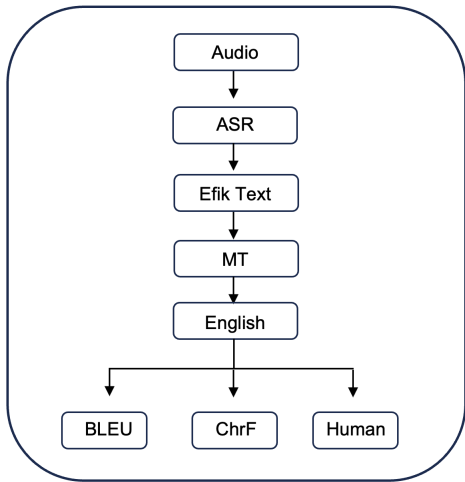 Audio
ASR
Efik Text
MT
English
BLEU
ChrF
Human